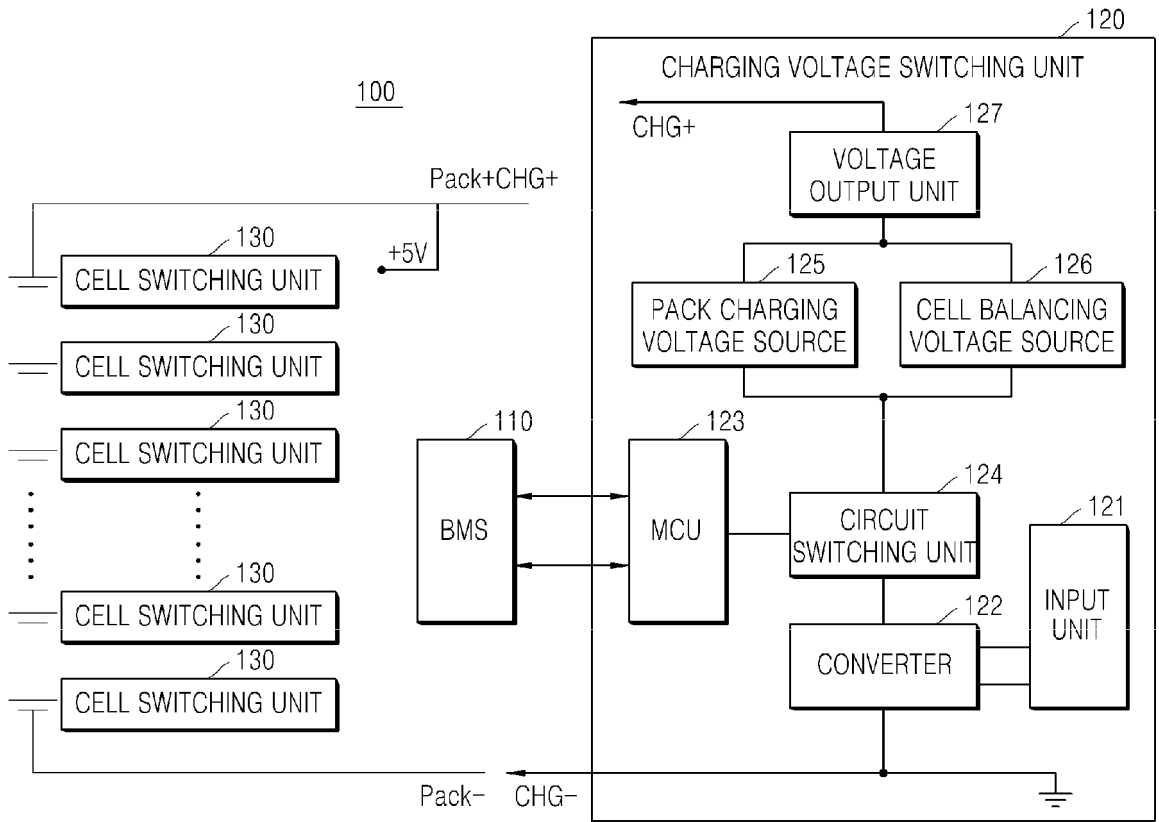 120
CHARGING VOLTAGE SWITCHING UNIT
100
CHG+
127
VOLTAGE
OUTPUT UNIT
Pack+CHG+
+5V
130
CELL SWITCHING UNIT
125
PACK CHARGING
VOLTAGE SOURCE
126
CELL BALANCING
VOLTAGE SOURCE
130
CELL SWITCHING UNIT
130
CELL SWITCHING UNIT
110
BMS
123
MCU
124
CIRCUIT
SWITCHING UNIT
121
INPUT
UNIT
130
CELL SWITCHING UNIT
122
CONVERTER
130
CELL SWITCHING UNIT
Pack-
CHG-